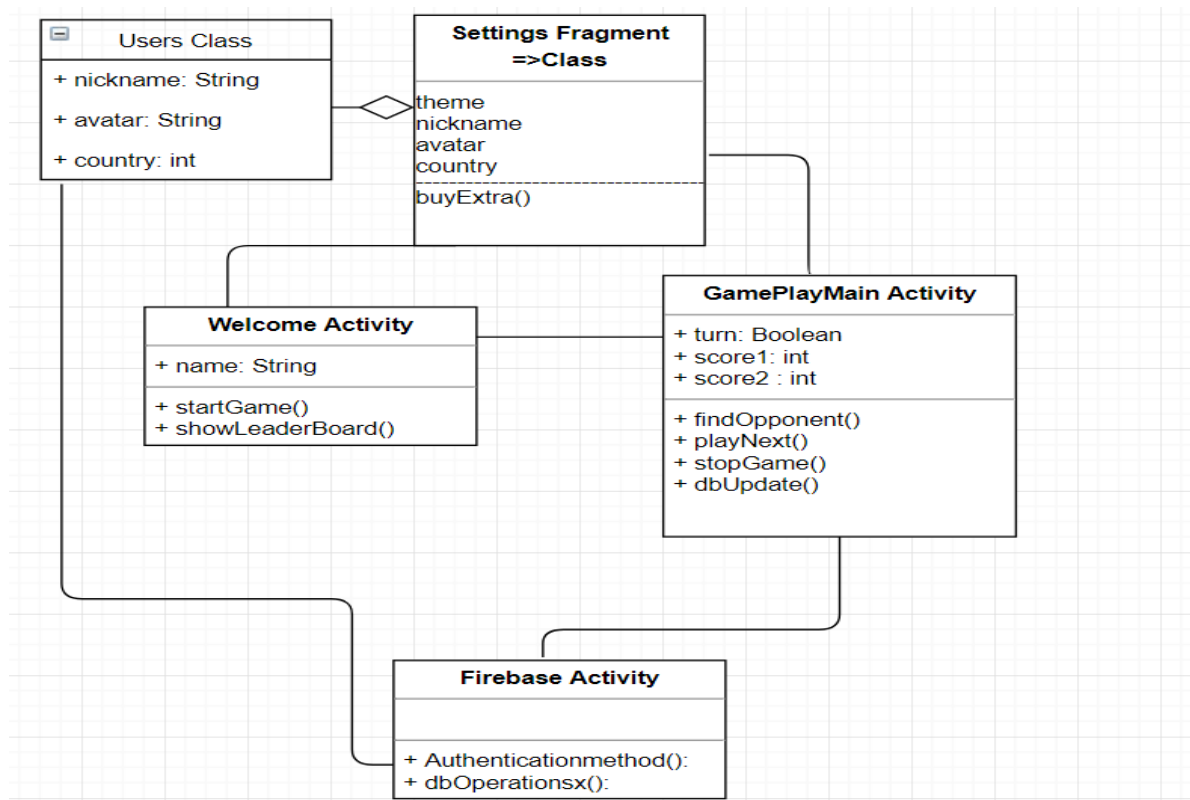 Users Class
+ nickname: String
+ avatar: String
+ country: int
Settings Fragment
=>Class
theme
nickname
avatar
country
buyExtra()
Welcome Activity
+ name: String
+ startGame()
+ showLeaderBoard()
GamePlayMain Activity
+ turn: Boolean
+ score1: int
+ score2 : int
+ findOpponent()
+ playNext()
+ stopGame()
+ dbUpdate()
Firebase Activity
+ Authenticationmethod():
+ dbOperationsx():